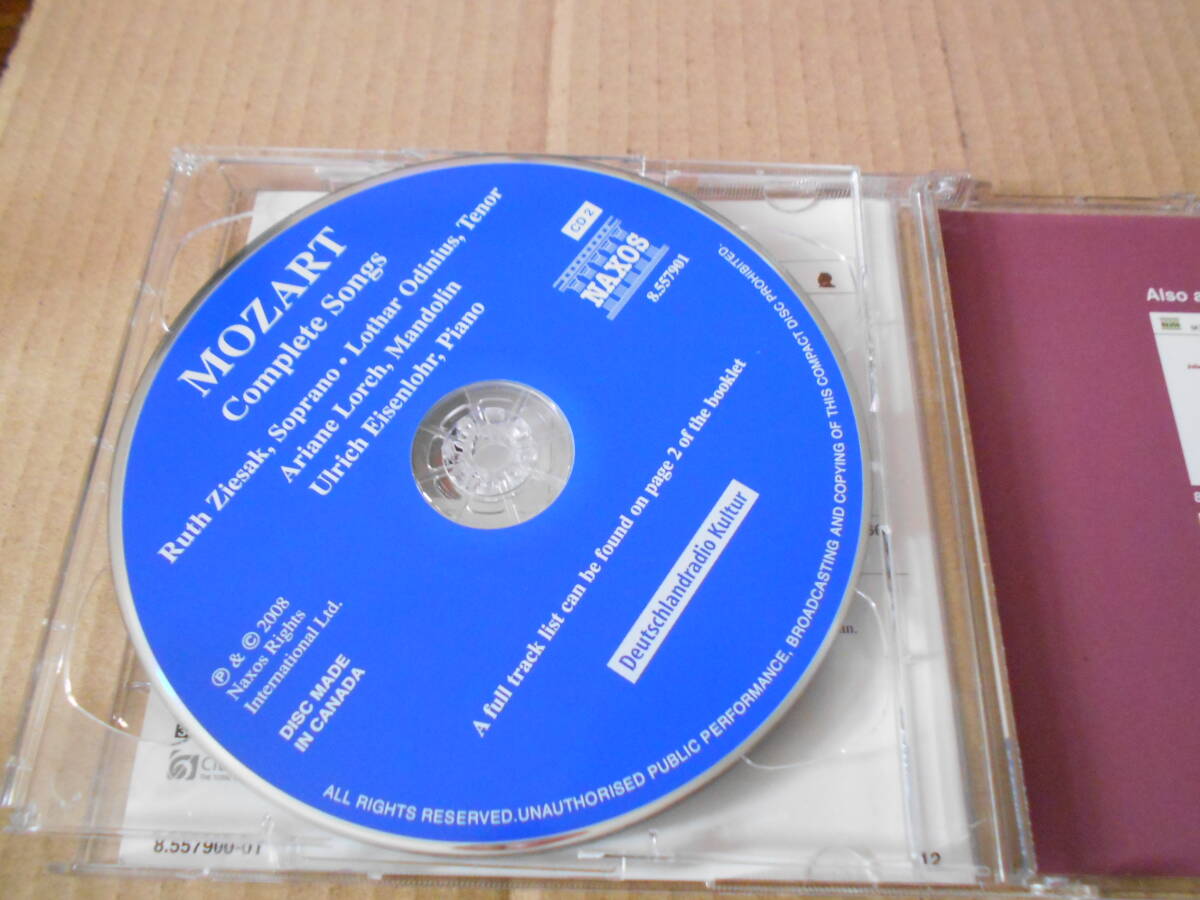 MOZART
Complete Songs
Ruth Ziesak, Soprano • Lothar Odinius, Tenor
Ariane Lorch, Mandolin
Ulrich Eisenlohr, Piano
CD 2
NAXOS
8.557901
A full track list can be found on page 2 of the booklet
Deutschlandradio Kultur
℗ & © 2008
Naxos Rights
International Ltd.
DISC MADE
IN CANADA
ALL RIGHTS RESERVED.UNAUTHORISED PUBLIC PERFORMANCE, BROADCASTING AND COPYING OF THIS COMPACT DISC PROHIBITED.
8.557900-01
12
Also a